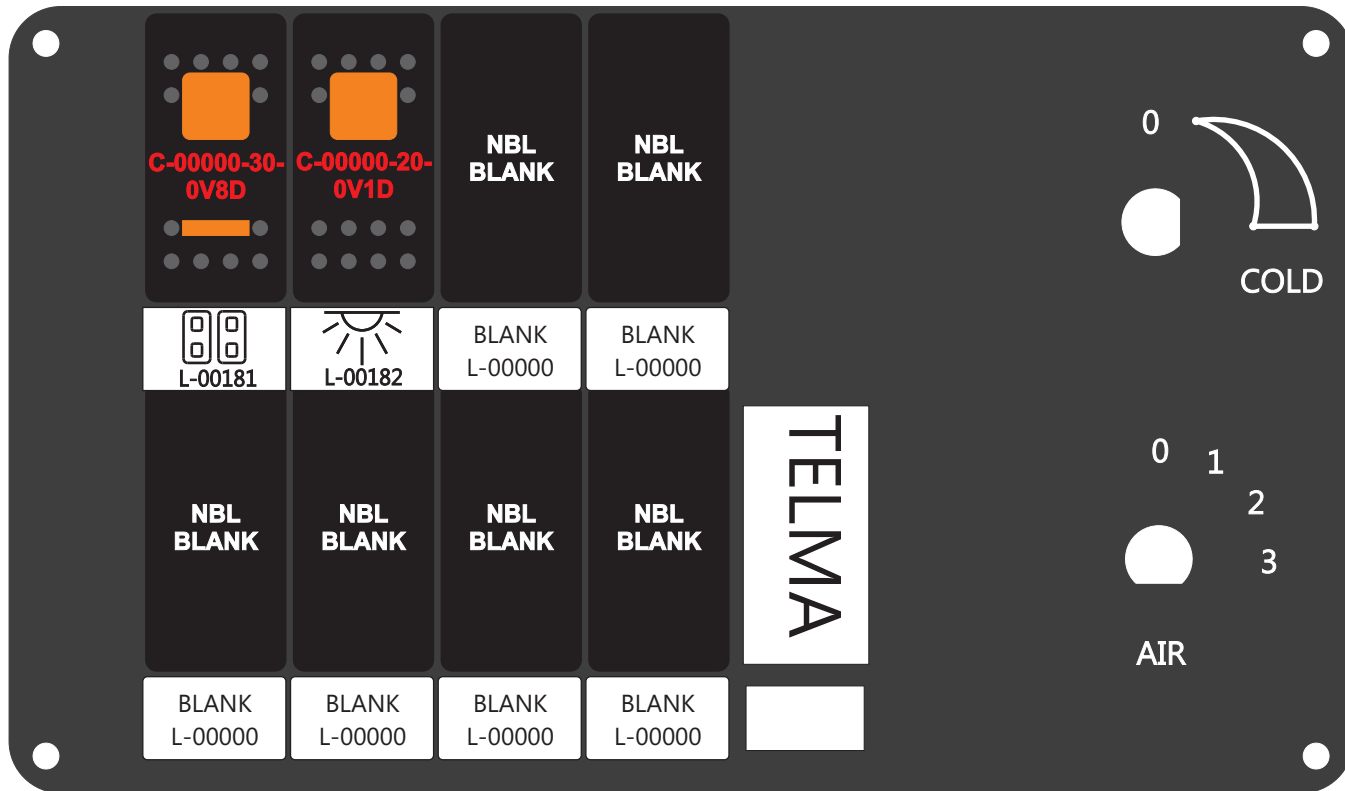 C-00000-30-
0V8D
C-00000-20-
0V1D
NBL
BLANK
NBL
BLANK
0
COLD
L-00181
L-00182
BLANK
L-00000
BLANK
L-00000
NBL
BLANK
NBL
BLANK
NBL
BLANK
NBL
BLANK
TELMA
0
1
2
3
AIR
BLANK
L-00000
BLANK
L-00000
BLANK
L-00000
BLANK
L-00000